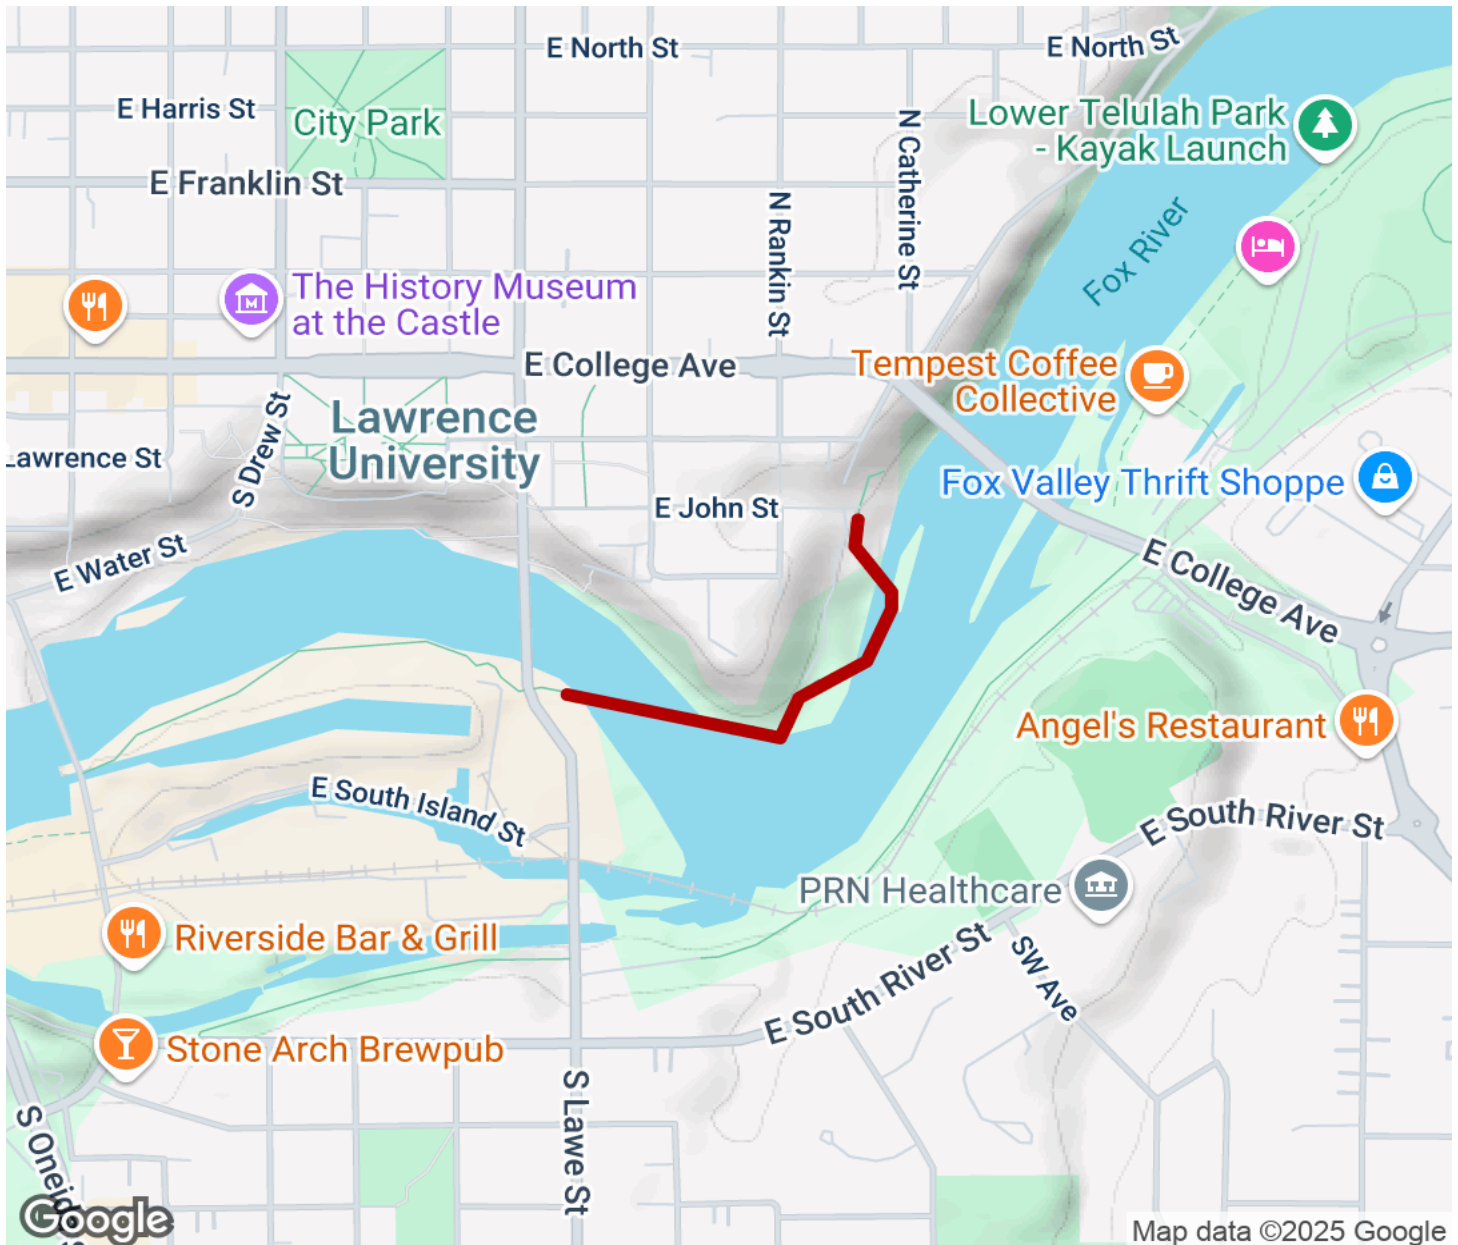 E North St
E North St
E Harris St
City Park
N Catherine St
Lower Telulah Park
- Kayak Launch
E Franklin St
N Rankin St
Fox River
The History Museum
at the Castle
E College Ave
Tempest Coffee
Collective
S Drew St
Lawrence
University
Lawrence St
Fox Valley Thrift Shoppe
E John St
E Water St
E College Ave
Angel's Restaurant
E South Island St
E South River St
PRN Healthcare
Riverside Bar & Grill
E South River St
SW Ave
Stone Arch Brewpub
S Lawe St
S Oneida S
Google
Map data ©2025 Google